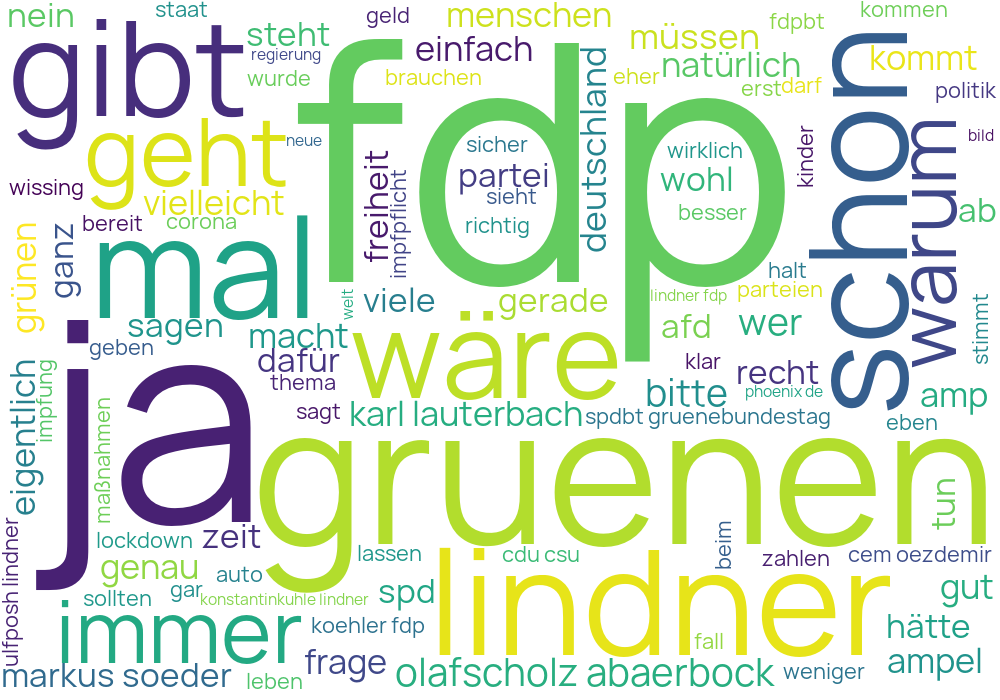 nein
staat
geld
menschen
fdpbt
kommen
gibt
steht
regierung
wurde
einfach
brauchen
fdp
müssen
natürlich
eher
erst
darf
kommt
politik
schon
geht
neue
sicher
wirklich
deutschland
kinder
warum
bild
wissing
vielleicht
partei
sieht
richtig
wohl
besser
freiheit
impfpflicht
bereit
corona
ab
grünen
ganz
mal
halt
parteien
lindner fdp
welt
viele
gerade
sagen
macht
afd
wer
stimmt
geben
dafür
thema
wäre
klar
recht
phoenix de
bitte
amp
eigentlich
impfung
ja
sagt
karl lauterbach
spdbt gruenebundestag
eben
maßnahmen
gruenen
tun
ulfposh lindner
lockdown
zeit
genau
auto
lassen
cdu csu
beim
zahlen
cem oezdemir
sollten
gar
konstantinkuhle lindner
spd
lindner
gut
immer
koehler fdp
fall
hätte
markus soeder
leben
frage
olafscholz abaerbock
weniger
ampel